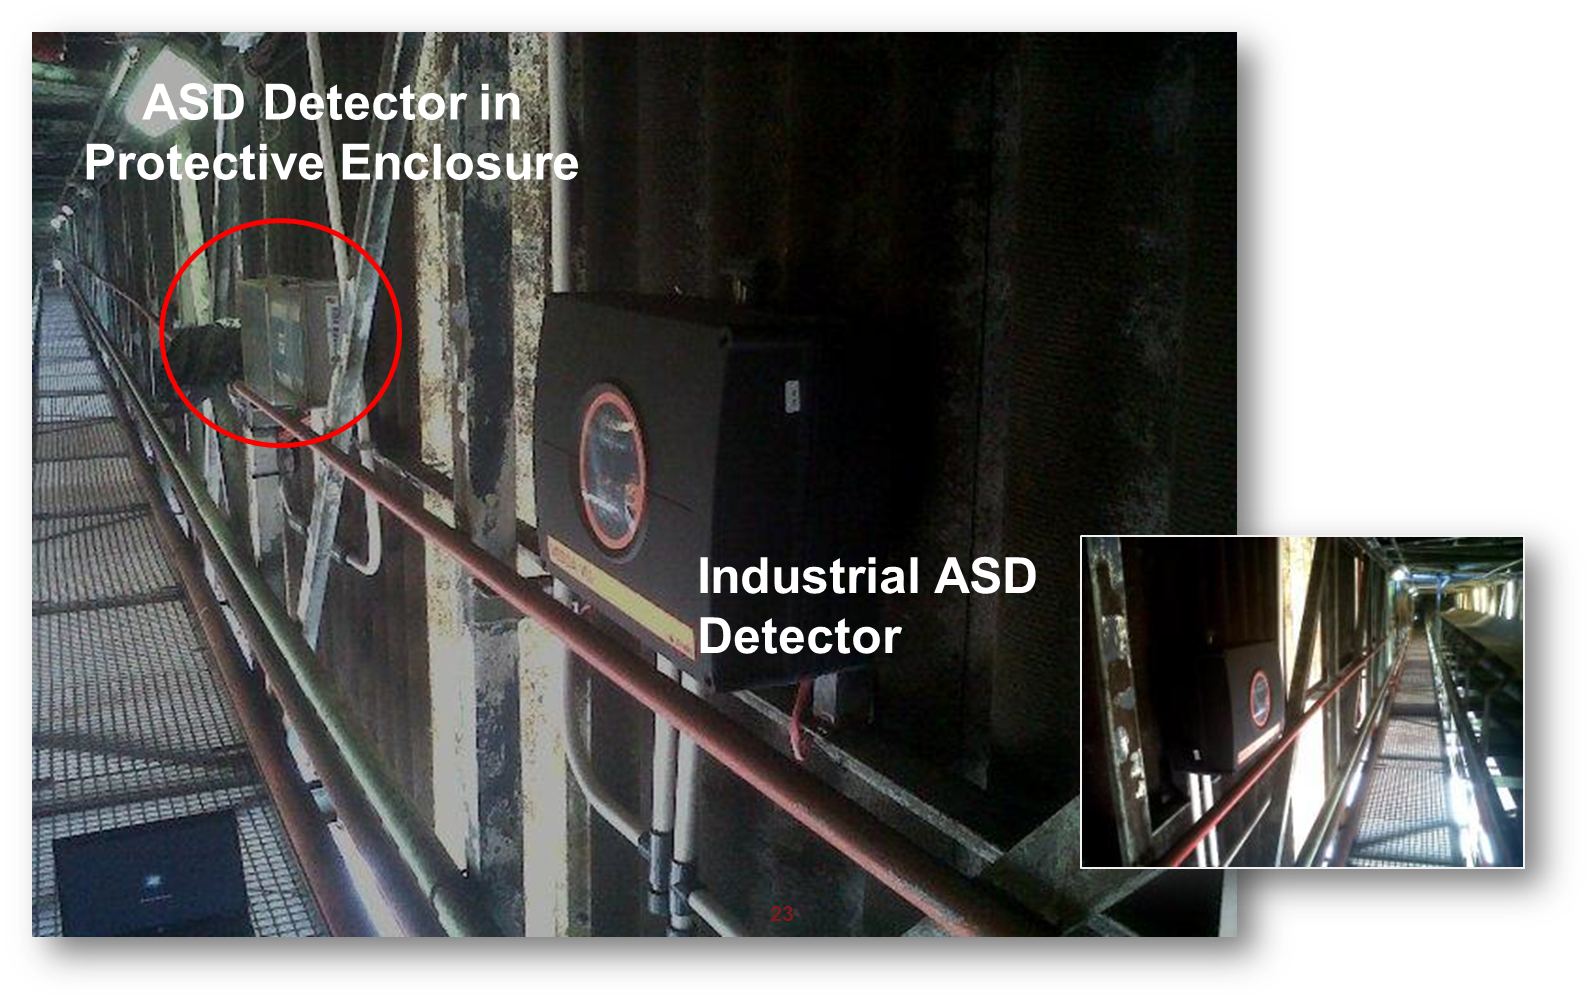 ASD Detector in
Protective Enclosure
Industrial ASD
Detector
23